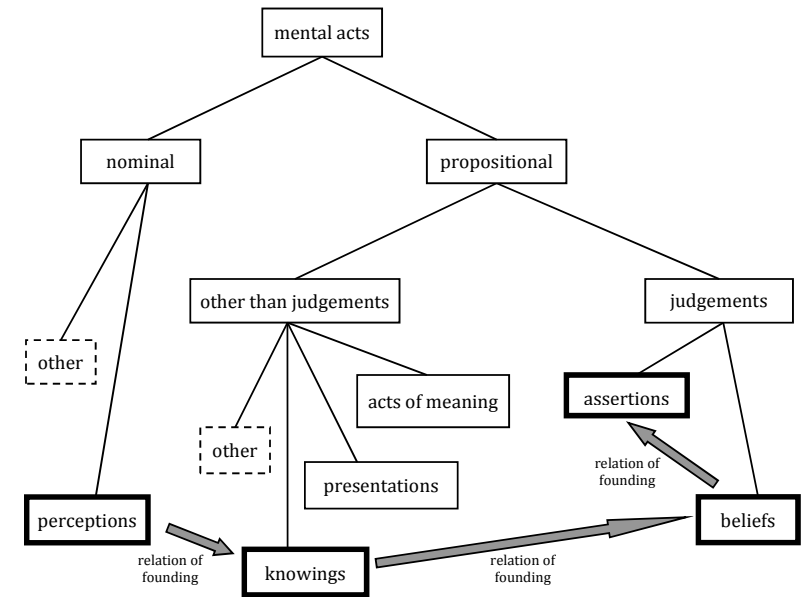 mental acts
nominal
propositional
other than judgements
judgements
other
acts of meaning
assertions
other
presentations
relation of
founding
perceptions
beliefs
relation of
founding
knowings
relation of
founding